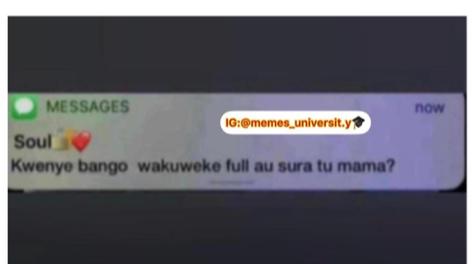 MESSAGES
now
IG:@memes_universit.y🎓
Soul🔐❤️
Kwenye bango wakuweke full au sura tu mama?